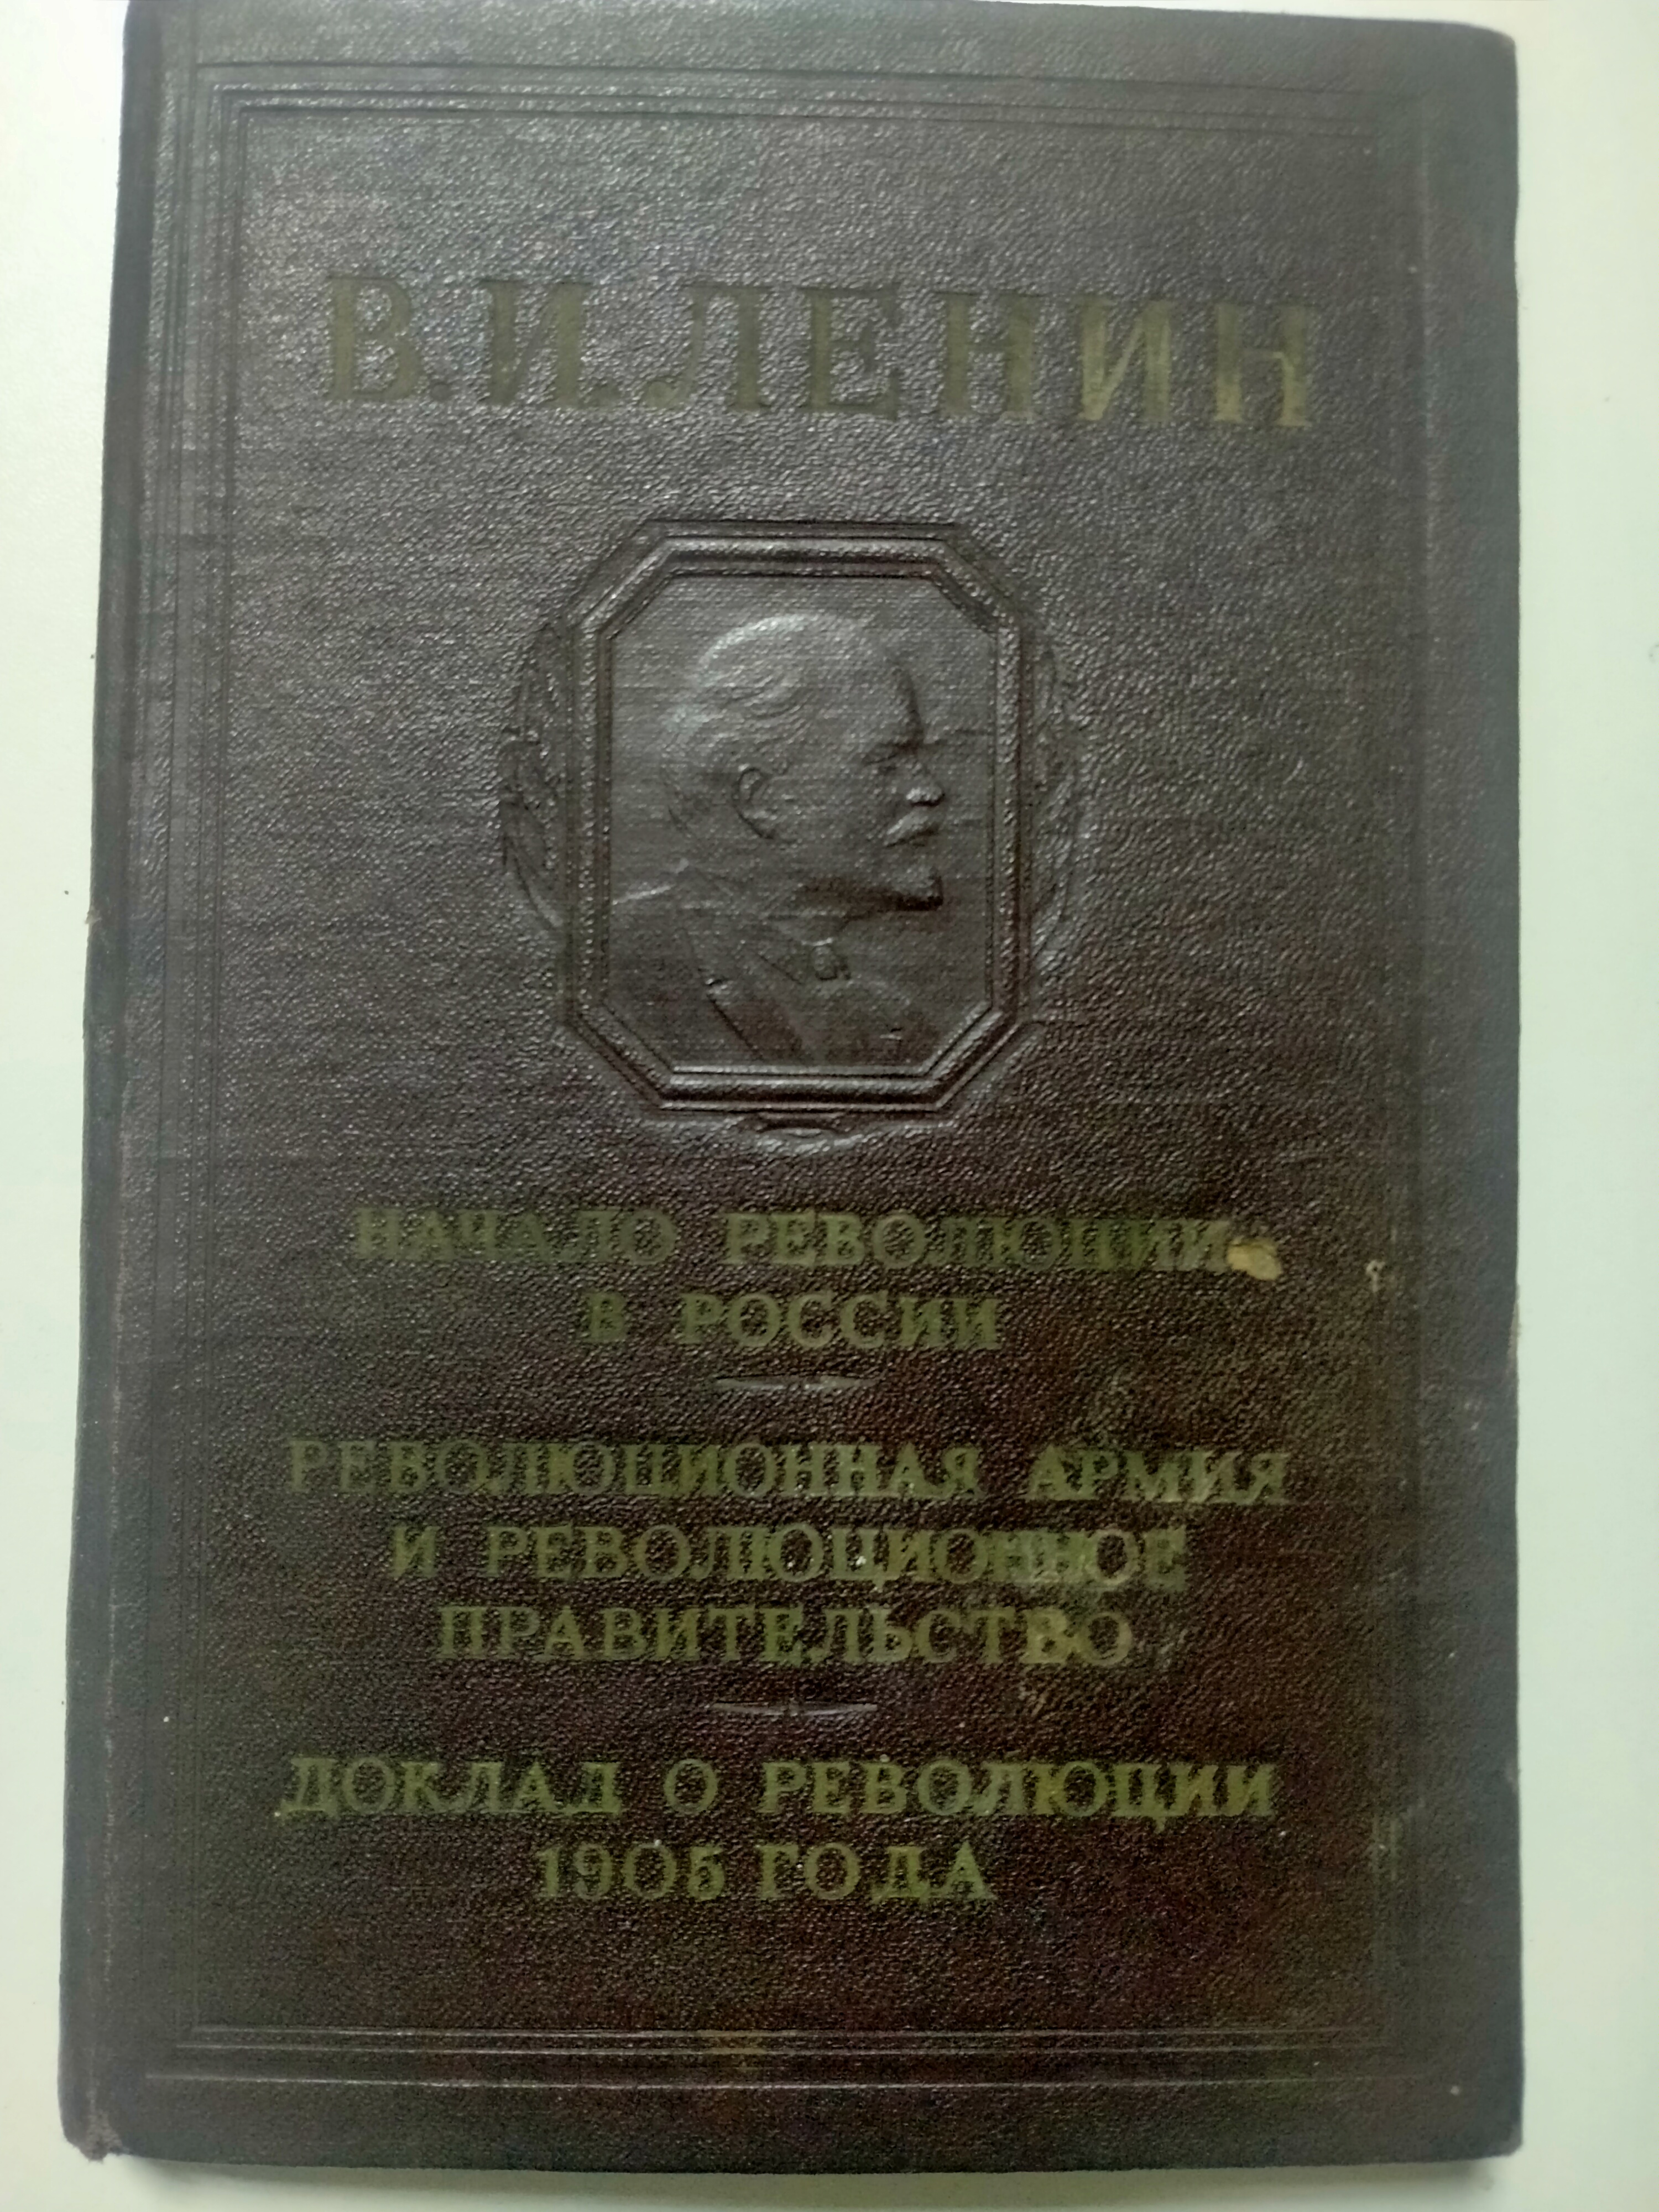 В.И.ЛЕНИН
НАЧАЛО РЕВОЛЮЦИИ
В РОССИИ
РЕВОЛЮЦИОННАЯ АРМИЯ
И РЕВОЛЮЦИОННОЕ
ПРАВИТЕЛЬСТВО
ДОКЛАД О РЕВОЛЮЦИИ
1905 ГОДА